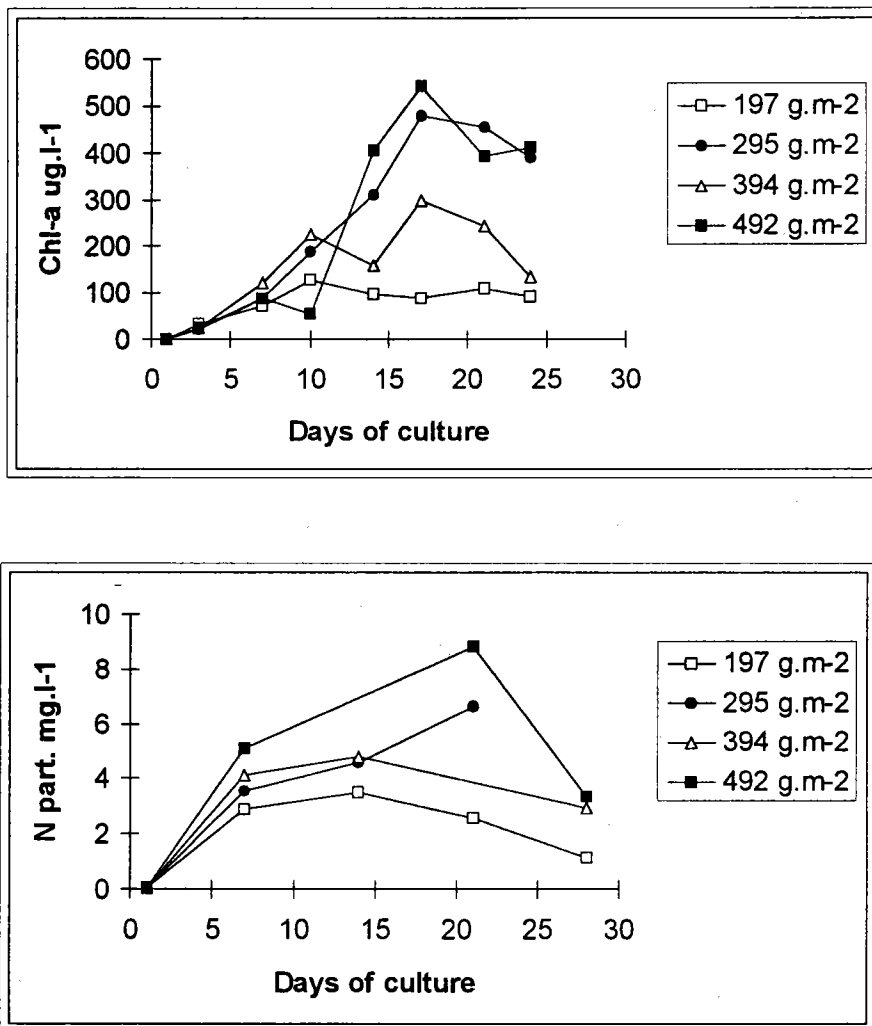 600
500
400
300
200
100
0
Chl-a ug.l-1
0 5 10 15 20 25 30
Days of culture
197 g.m-2
295 g.m-2
394 g.m-2
492 g.m-2
10
8
6
4
2
0
N part. mg.l-1
0 5 10 15 20 25 30
Days of culture
197 g.m-2
295 g.m-2
394 g.m-2
492 g.m-2